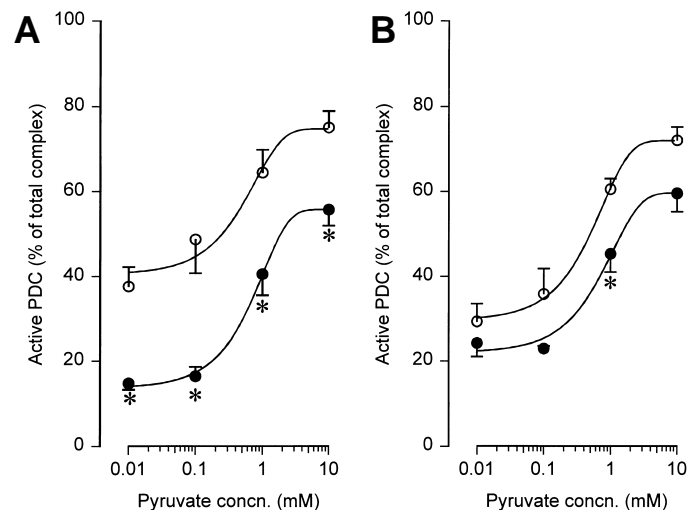 A
B
100
80
60
40
20
0
Active PDC (% of total complex)
0.01 0.1 1 10
Pyruvate concn. (mM)
* * * *
100
80
60
40
20
0
Active PDC (% of total complex)
0.01 0.1 1 10
Pyruvate concn. (mM)
*